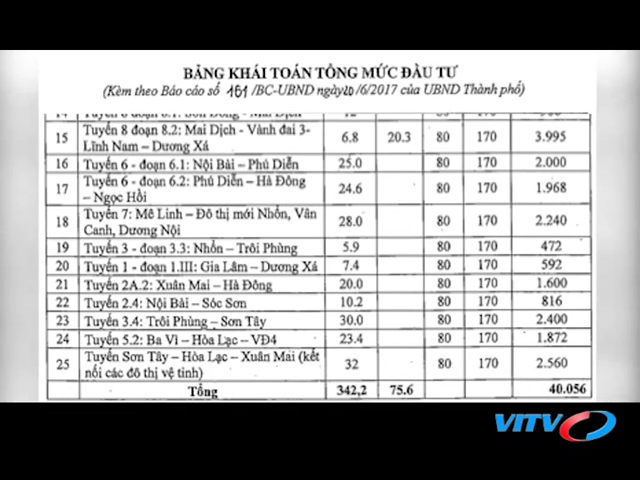 BẢNG KHÁI TOÁN TỔNG MỨC ĐẦU TƯ
(Kèm theo Báo cáo số 161/BC-UBND ngày 20/6/2017 của UBND Thành phố)
15 Tuyến 8 đoạn 8.2: Mai Dịch - Vành đai 3- Lĩnh Nam – Dương Xá 6.8 20.3 80 170 3.995
16 Tuyến 6 - đoạn 6.1: Nội Bài – Phú Diễn 25.0 80 170 2.000
17 Tuyến 6 - đoạn 6.2: Phú Diễn – Hà Đông – Ngọc Hồi 24.6 80 170 1.968
18 Tuyến 7: Mê Linh – Đô thị mới Nhổn, Vân Canh, Dương Nội 28.0 80 170 2.240
19 Tuyến 3 - đoạn 3.3: Nhổn – Trôi Phùng 5.9 80 170 472
20 Tuyến 1 - đoạn 1.III: Gia Lâm – Dương Xá 7.4 80 170 592
21 Tuyến 2A.2: Xuân Mai – Hà Đông 20.0 80 170 1.600
22 Tuyến 2.4: Nội Bài – Sóc Sơn 10.2 80 170 816
23 Tuyến 3.4: Trôi Phùng – Sơn Tây 30.0 80 170 2.400
24 Tuyến 5.2: Ba Vì – Hòa Lạc – VĐ4 23.4 80 170 1.872
25 Tuyến Sơn Tây – Hòa Lạc – Xuân Mai (kết nối các đô thị vệ tinh) 32 80 170 2.560
Tổng 342,2 75.6 40.056
VITV